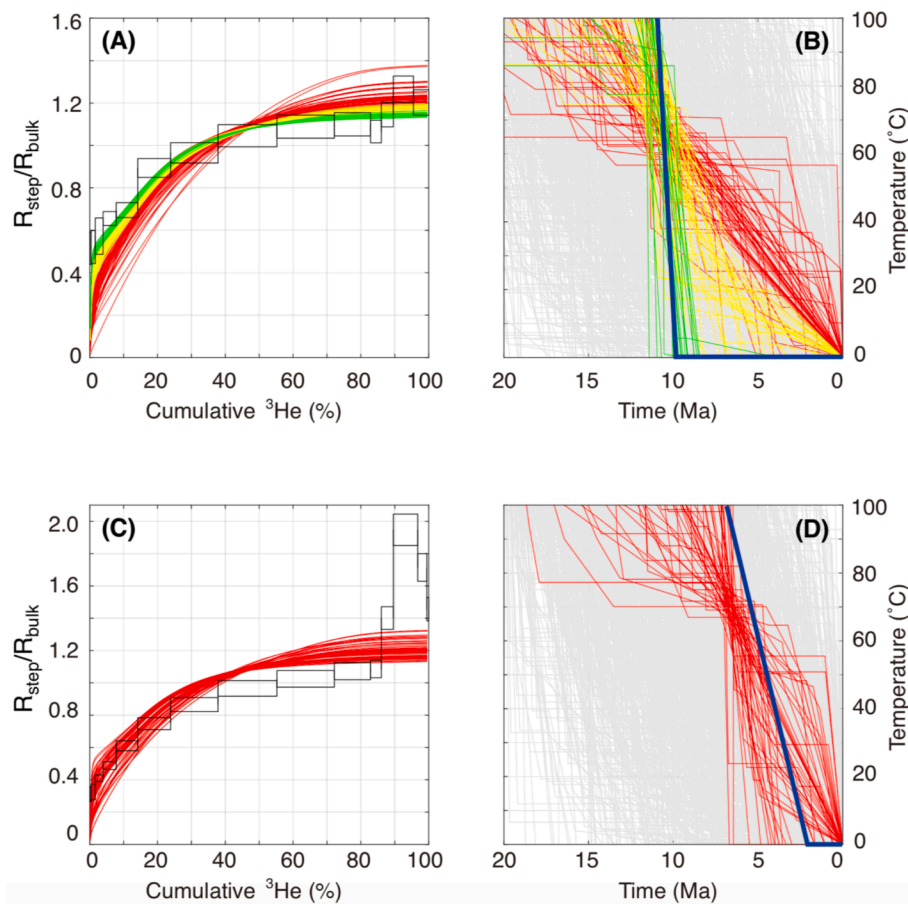 (A)
1.6
1.2
0.8
0.4
0
R_step/R_bulk
0 20 40 60 80 100
Cumulative ³He (%)
(B)
100
80
60
40
20
0
Temperature (˚C)
20 15 10 5 0
Time (Ma)
(C)
2.0
1.6
1.2
0.8
0.4
0
R_step/R_bulk
0 20 40 60 80 100
Cumulative ³He (%)
(D)
100
80
60
40
20
0
Temperature (˚C)
20 15 10 5 0
Time (Ma)